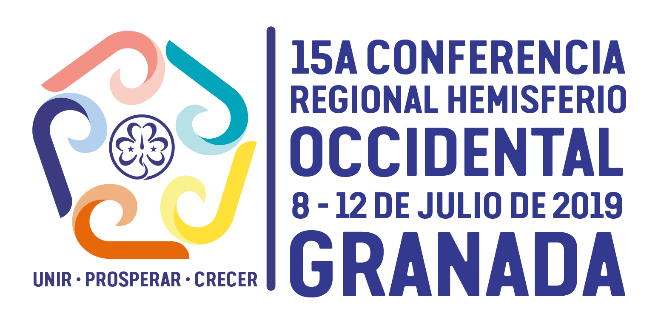 15A CONFERENCIA
REGIONAL HEMISFERIO
OCCIDENTAL
8 - 12 DE JULIO DE 2019
GRANADA
UNIR · PROSPERAR · CRECER